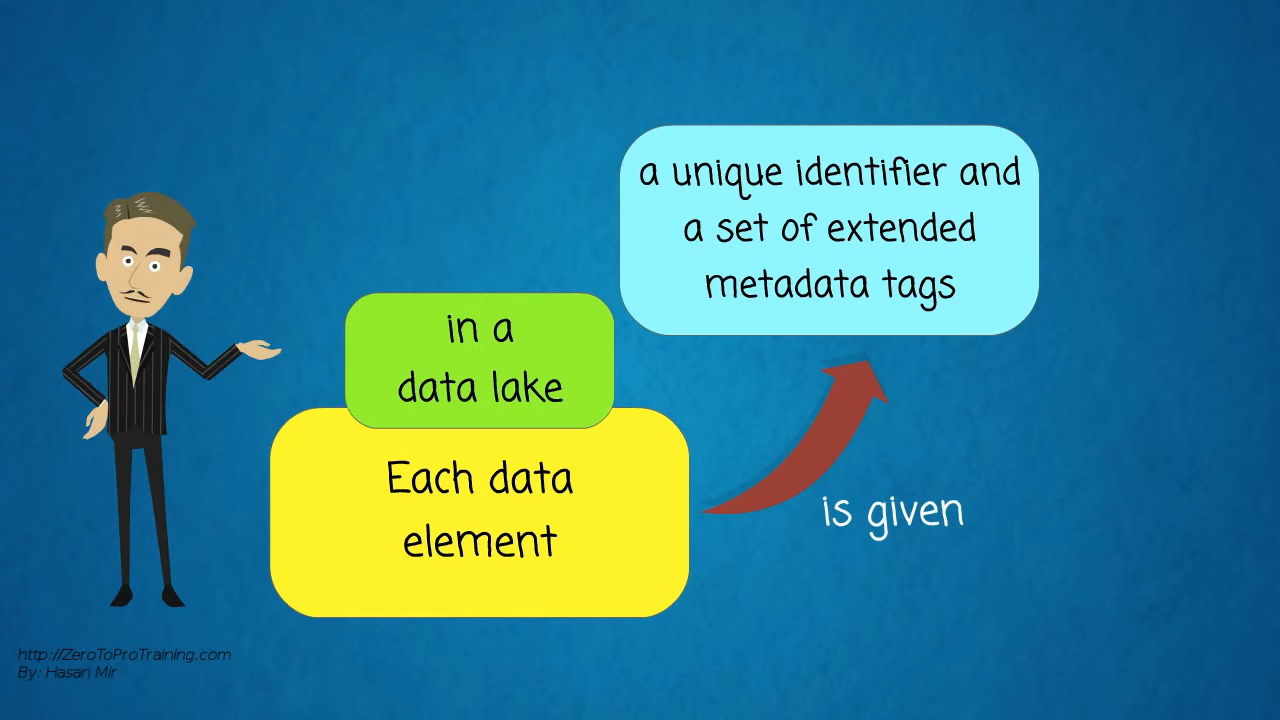 Each data
element
in a
data lake
is given
a unique identifier and
a set of extended
metadata tags
http://ZeroToProTraining.com
By: Hasan Mir